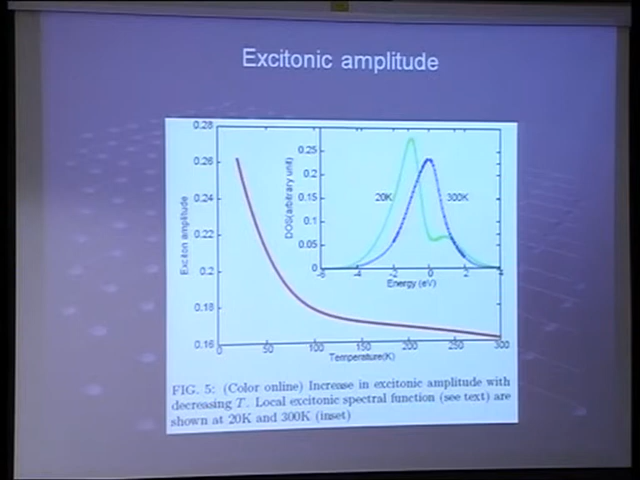 Excitonic amplitude
0.28
0.26
0.24
0.22
0.2
0.18
0.16
Exciton amplitude
0 50 100 150 200 250 300
Temperature(K)
0.25
0.2
0.15
0.1
0.05
0
DOS(arbitrary unit)
20K 300K
-6 -4 -2 0 2 4
Energy (eV)
FIG. 5: (Color online) Increase in excitonic amplitude with
decreasing T. Local excitonic spectral function (see text) are
shown at 20K and 300K (inset)